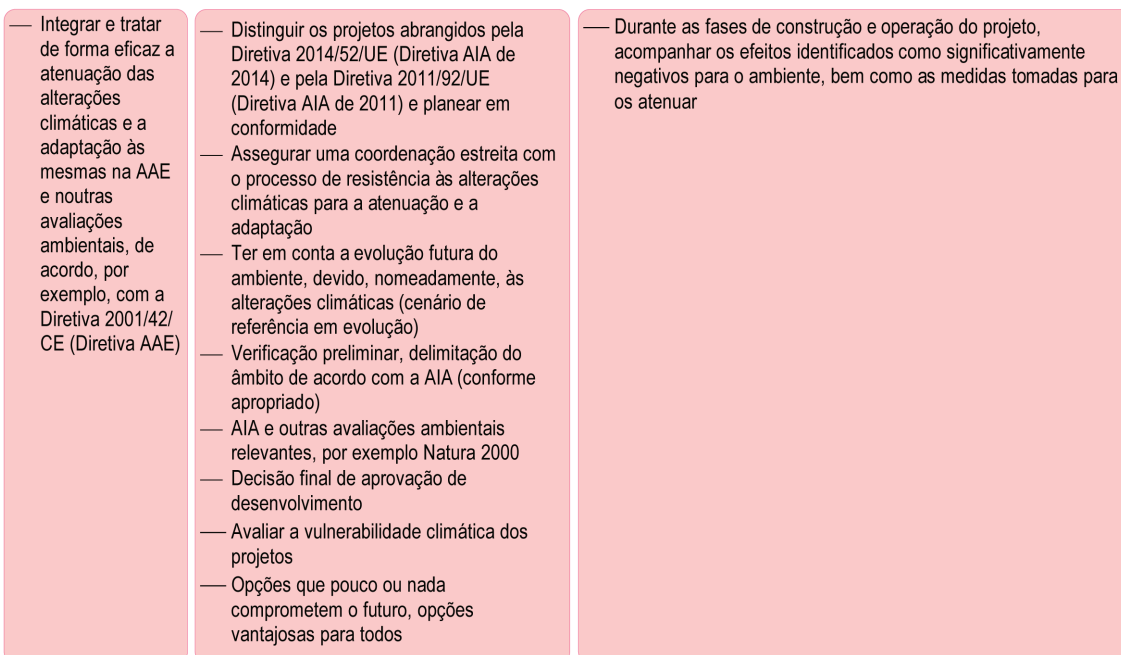 — Integrar e tratar
de forma eficaz a
atenuação das
alterações
climáticas e a
adaptação às
mesmas na AAE
e noutras
avaliações
ambientais, de
acordo, por
exemplo, com a
Diretiva 2001/42/
CE (Diretiva AAE)
— Distinguir os projetos abrangidos pela
Diretiva 2014/52/UE (Diretiva AIA de
2014) e pela Diretiva 2011/92/UE
(Diretiva AIA de 2011) e planear em
conformidade
— Assegurar uma coordenação estreita com
o processo de resistência às alterações
climáticas para a atenuação e a
adaptação
— Ter em conta a evolução futura do
ambiente, devido, nomeadamente, às
alterações climáticas (cenário de
referência em evolução)
— Verificação preliminar, delimitação do
âmbito de acordo com a AIA (conforme
apropriado)
— AIA e outras avaliações ambientais
relevantes, por exemplo Natura 2000
— Decisão final de aprovação de
desenvolvimento
— Avaliar a vulnerabilidade climática dos
projetos
— Opções que pouco ou nada
comprometem o futuro, opções
vantajosas para todos
— Durante as fases de construção e operação do projeto,
acompanhar os efeitos identificados como significativamente
negativos para o ambiente, bem como as medidas tomadas para
os atenuar